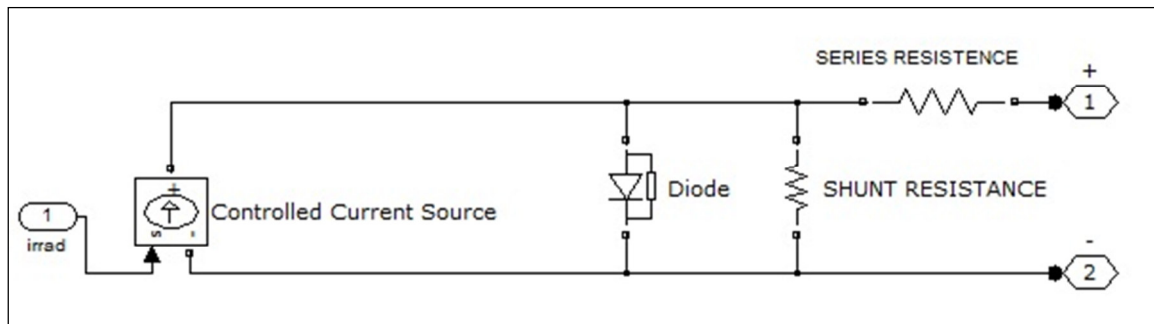 SERIES RESISTENCE
+
1
+
Controlled Current Source
Diode
SHUNT RESISTANCE
1
s
-
irrad
-
2